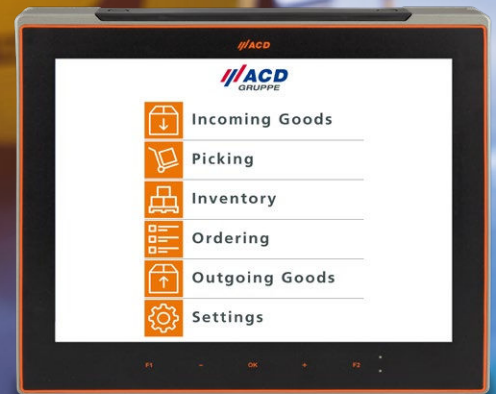 ACD
ACD
GRUPPE
Incoming Goods
Picking
Inventory
Ordering
Outgoing Goods
Settings
F1 - OK + F2